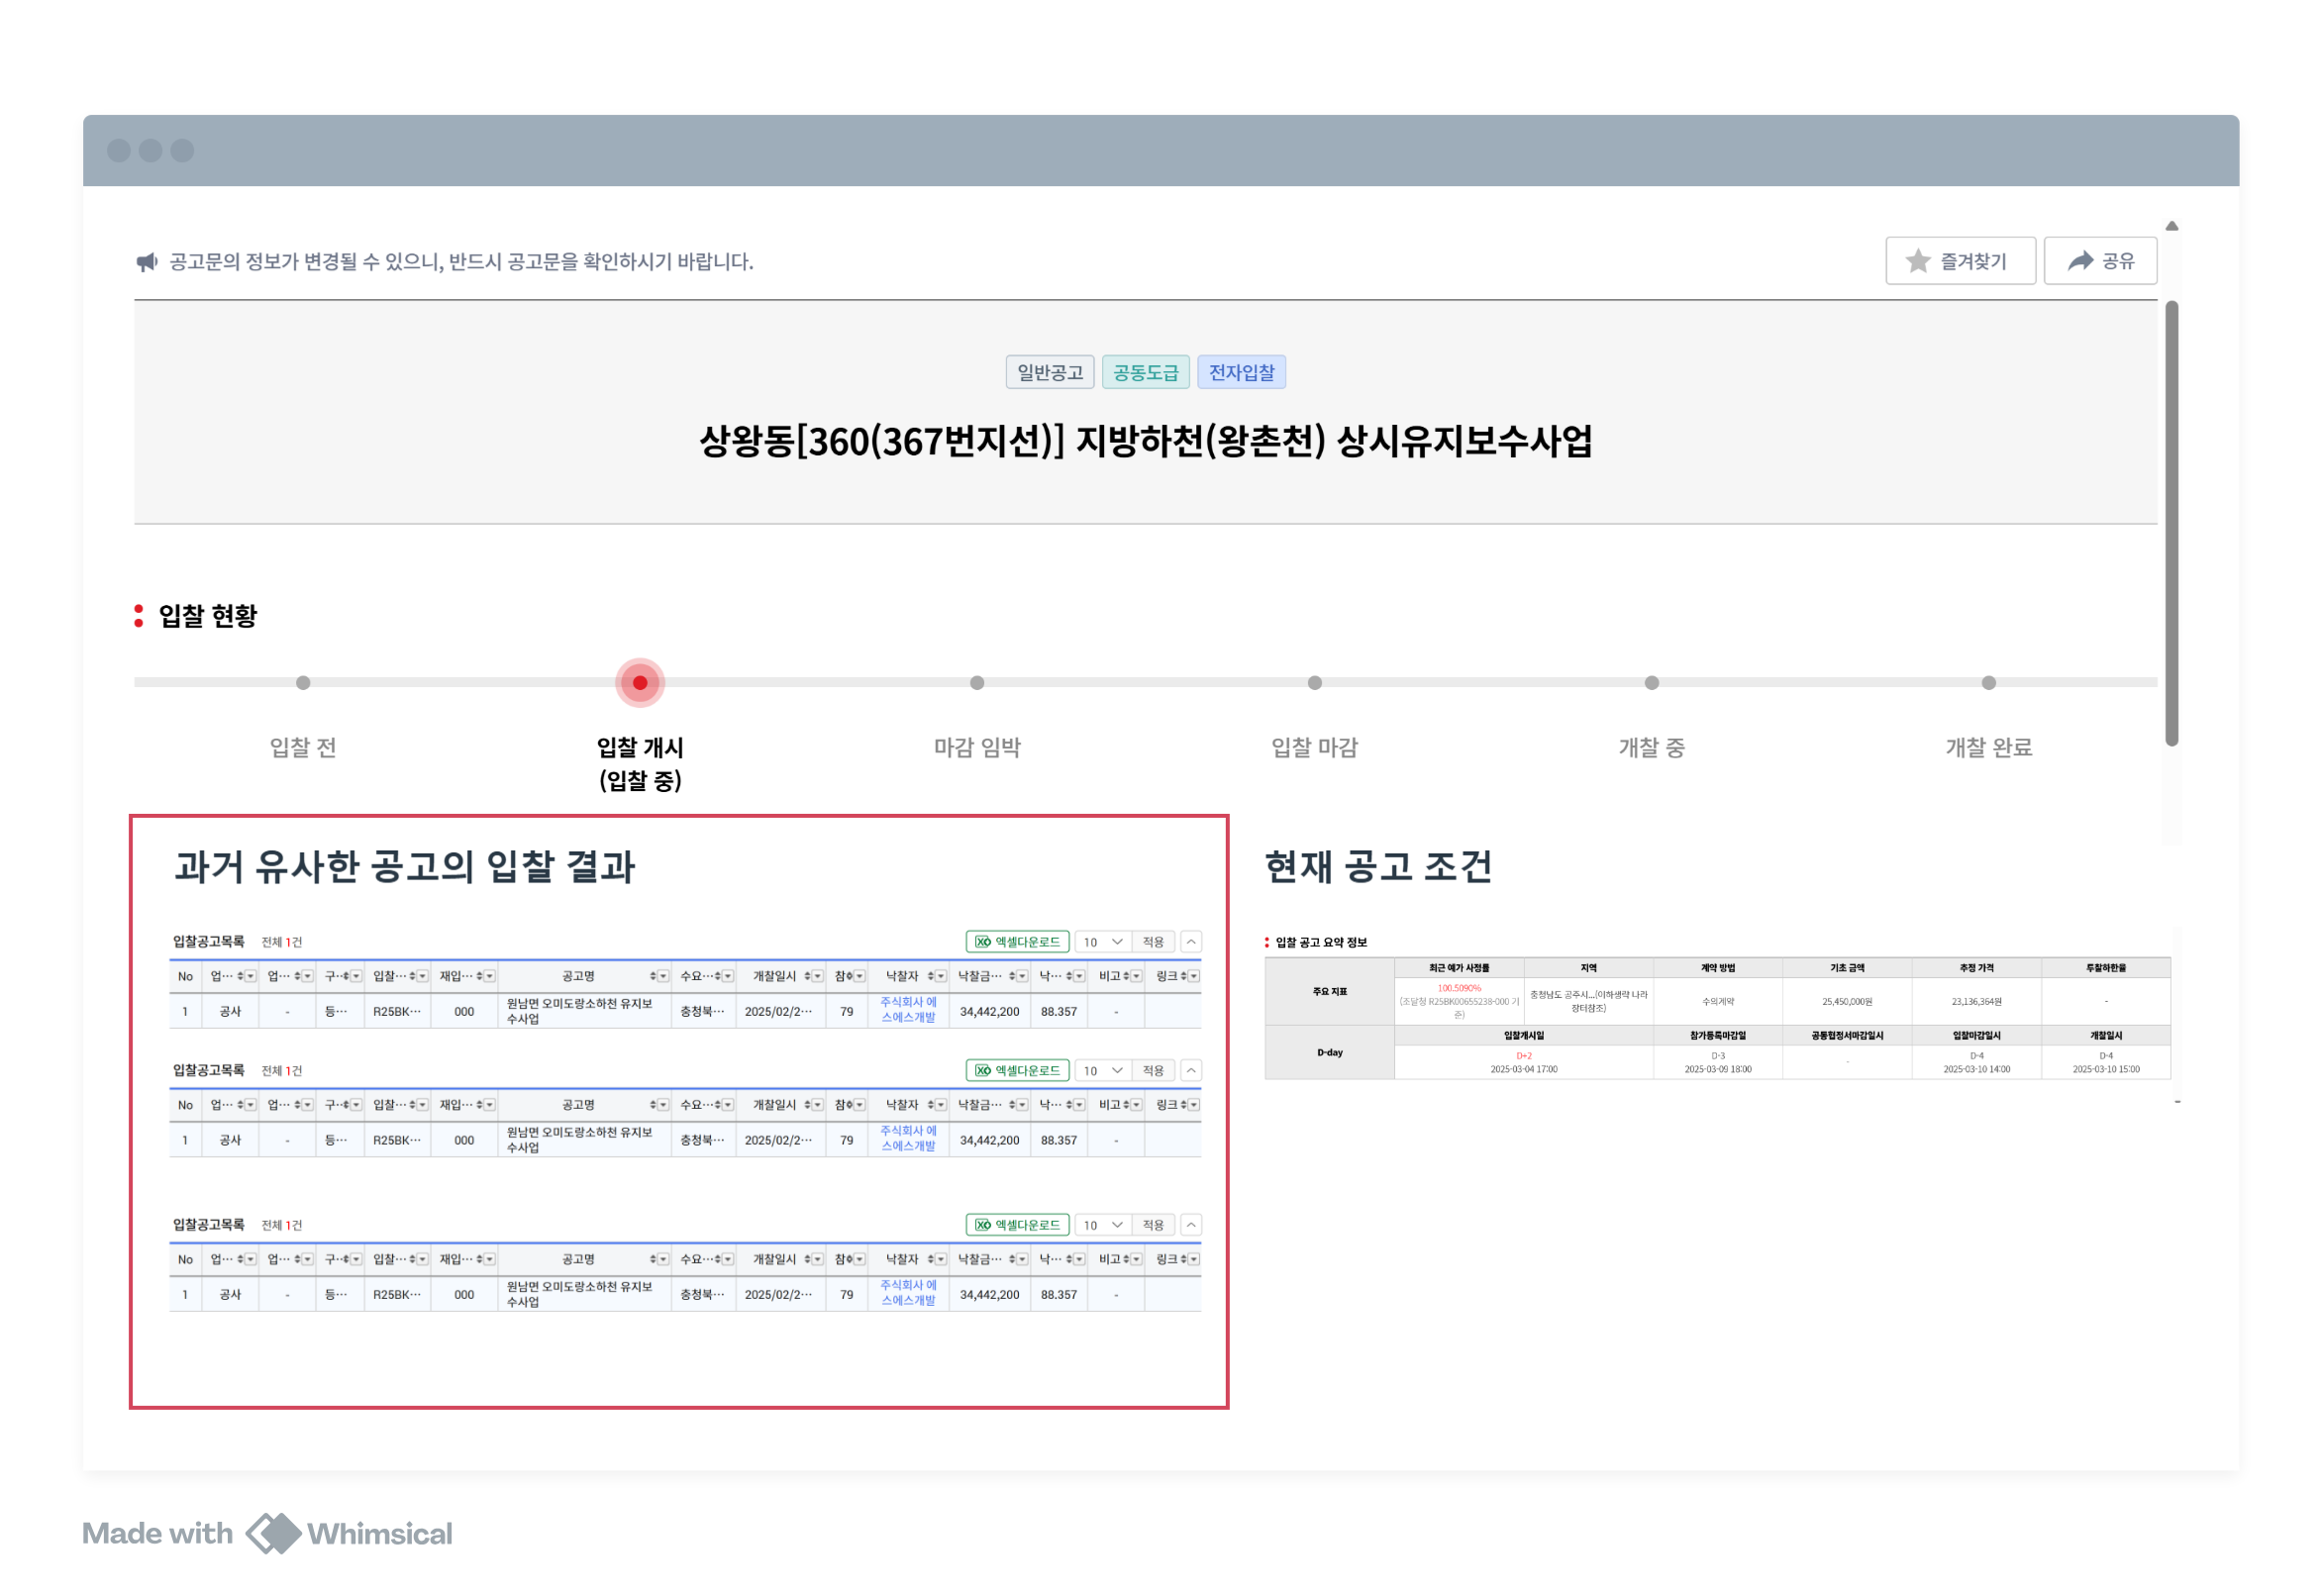 공고문의 정보가 변경될 수 있으니, 반드시 공고문을 확인하시기 바랍니다.
즐겨찾기
공유
일반공고 공동도급 전자입찰
상왕동[360(367번지선)] 지방하천(왕촌천) 상시유지보수사업
입찰 현황
입찰 전
입찰 개시
(입찰 중)
마감 임박
입찰 마감
개찰 중
개찰 완료
과거 유사한 공고의 입찰 결과
입찰공고목록 전체 1건 엑셀다운로드 10 적용
No 업… 업… 구… 입찰… 재입… 공고명 수요… 개찰일시 참 낙찰자 낙찰금… 낙… 비고 링크
1 공사 - 등… R25BK… 000 원남면 오미도랑소하천 유지보 충청북… 2025/02/2… 79 주식회사 에 34,442,200 88.357 -
수사업 스에스개발
입찰공고목록 전체 1건 엑셀다운로드 10 적용
No 업… 업… 구… 입찰… 재입… 공고명 수요… 개찰일시 참 낙찰자 낙찰금… 낙… 비고 링크
1 공사 - 등… R25BK… 000 원남면 오미도랑소하천 유지보 충청북… 2025/02/2… 79 주식회사 에 34,442,200 88.357 -
수사업 스에스개발
입찰공고목록 전체 1건 엑셀다운로드 10 적용
No 업… 업… 구… 입찰… 재입… 공고명 수요… 개찰일시 참 낙찰자 낙찰금… 낙… 비고 링크
1 공사 - 등… R25BK… 000 원남면 오미도랑소하천 유지보 충청북… 2025/02/2… 79 주식회사 에 34,442,200 88.357 -
수사업 스에스개발
현재 공고 조건
입찰 공고 요약 정보
주요 지표
최근 예가 사정률 지역 계약 방법 기초 금액 추정 가격 투찰하한율
100.5090%
(조달청 R25BK00655238-000 기
준)
충청남도 공주시...(이하생략 나라
장터참조)
수의계약 25,450,000원 23,136,364원 -
D-day
입찰개시일 참가등록마감일 공동협정서마감일시 입찰마감일시 개찰일시
D+2 D-3 - D-4 D-4
2025-03-04 17:00 2025-03-09 18:00 2025-03-10 14:00 2025-03-10 15:00
Made with Whimsical